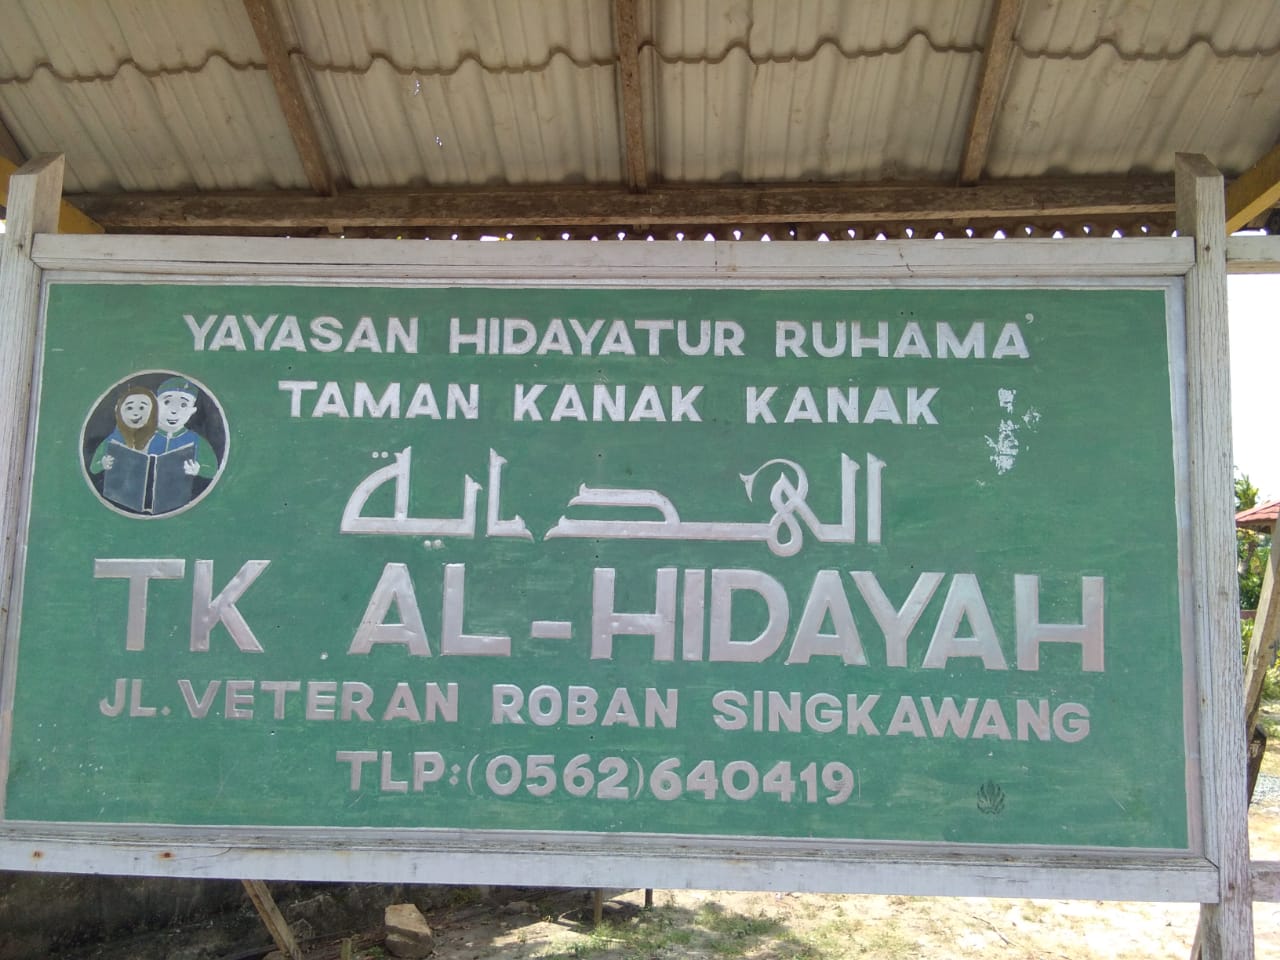 YAYASAN HIDAYATUR RUHAMA'
TAMAN KANAK KANAK
الهداية
TK AL-HIDAYAH
JL. VETERAN ROBAN SINGKAWANG
TLP: (0562) 640419